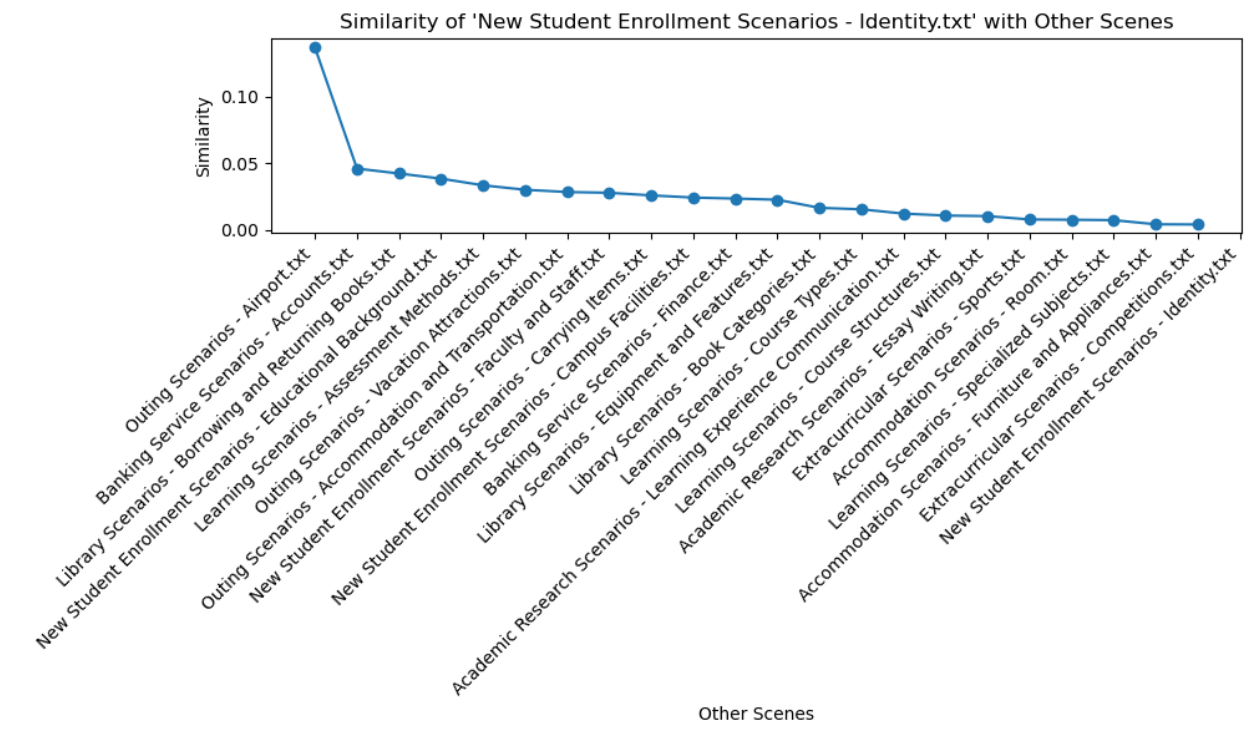 Similarity of 'New Student Enrollment Scenarios - Identity.txt' with Other Scenes
Similarity
0.10
0.05
0.00
Outing Scenarios - Airport.txt
Banking Service Scenarios - Accounts.txt
Library Scenarios - Borrowing and Returning Books.txt
New Student Enrollment Scenarios - Educational Background.txt
Learning Scenarios - Assessment Methods.txt
Outing Scenarios - Vacation Attractions.txt
Outing Scenarios - Accommodation and Transportation.txt
New Student Enrollment Scenarios - Faculty and Staff.txt
Outing Scenarios - Carrying Items.txt
New Student Enrollment Scenarios - Campus Facilities.txt
Banking Service Scenarios - Finance.txt
Library Scenarios - Equipment and Features.txt
Library Scenarios - Book Categories.txt
Learning Scenarios - Course Types.txt
Academic Research Scenarios - Learning Experience Communication.txt
Learning Scenarios - Course Structures.txt
Academic Research Scenarios - Essay Writing.txt
Extracurricular Scenarios - Sports.txt
Accommodation Scenarios - Room.txt
Learning Scenarios - Specialized Subjects.txt
Accommodation Scenarios - Furniture and Appliances.txt
Extracurricular Scenarios - Competitions.txt
New Student Enrollment Scenarios - Identity.txt
Other Scenes